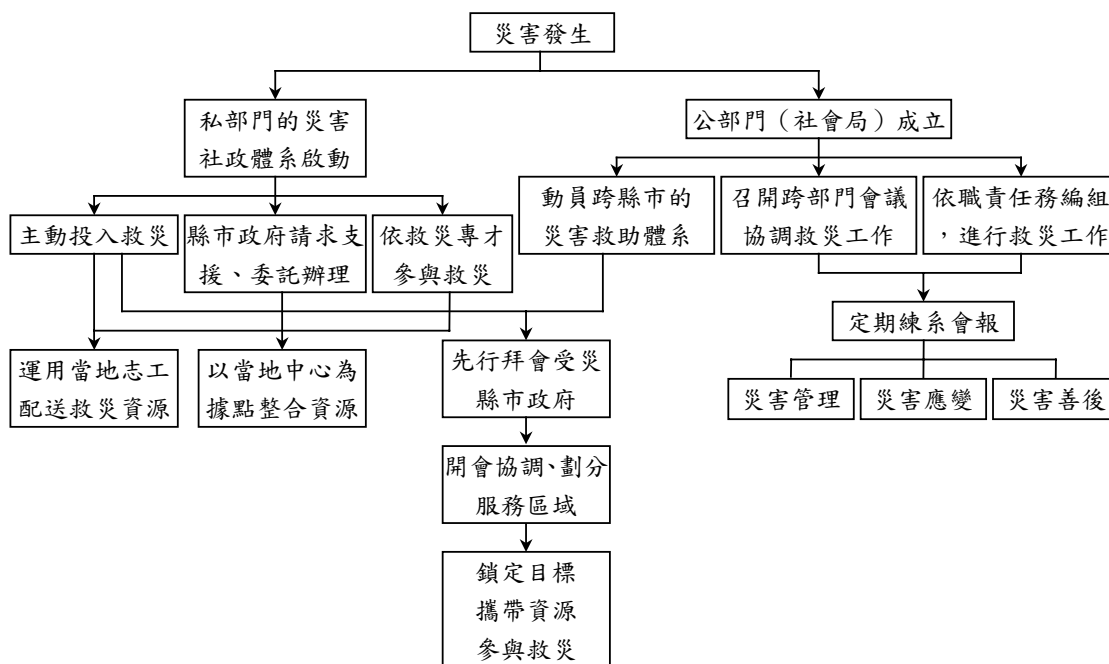 災害發生
私部門的災害
社政體系啟動
公部門（社會局）成立
主動投入救災
縣市政府請求支
援、委託辦理
依救災專才
參與救災
動員跨縣市的
災害救助體系
召開跨部門會議
協調救災工作
依職責任務編組
，進行救災工作
運用當地志工
配送救災資源
以當地中心為
據點整合資源
先行拜會受災
縣市政府
定期練系會報
災害管理
災害應變
災害善後
開會協調、劃分
服務區域
鎖定目標
攜帶資源
參與救災